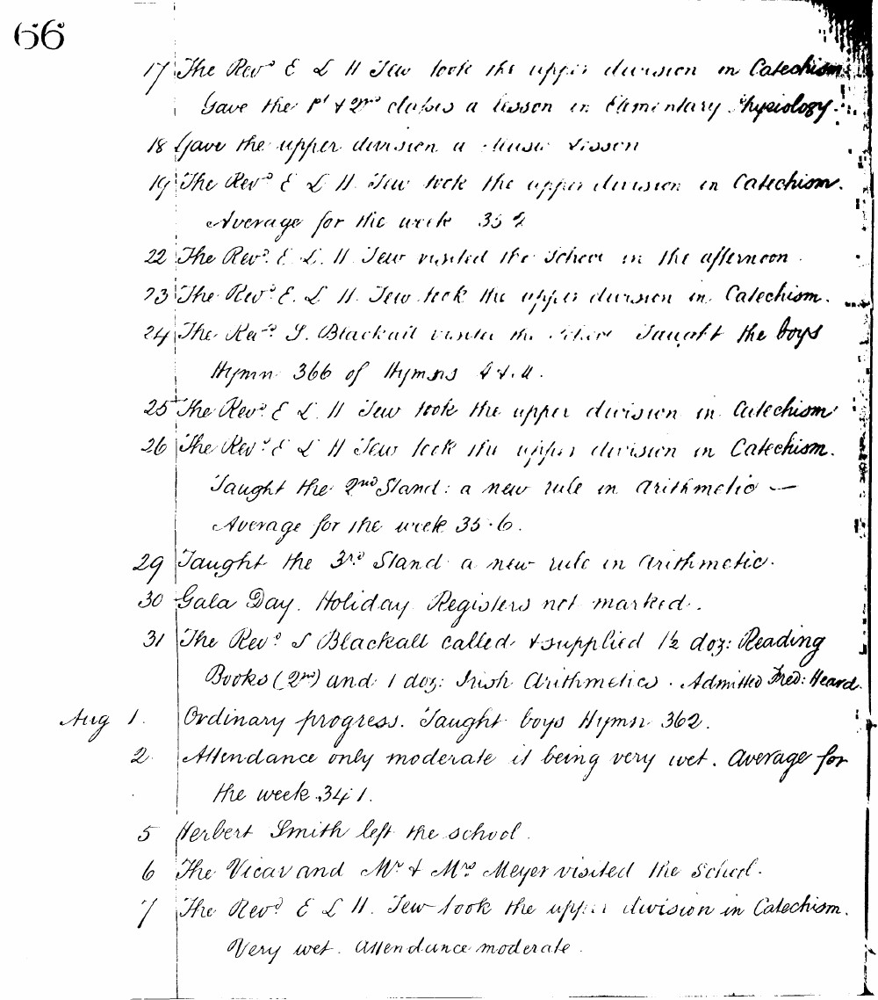 66
17 The Revd E L H Tew took the upper division in Catechism
Gave the 1st & 2nd classes a lesson in Elementary Physiology.
18 Gave the upper division a Music Lesson
19 The Revd E L H. Tew took the upper division in Catechism.
Average for the week 35
22 The Revd. E. L. H Tew visited the School in the afternoon.
23 The Revd. E. L H. Tew took the upper division in Catechism.
24 The Revd. S. Blackall visited the School Taught the boys
Hymn 366 of Hymns A & M.
25 The Revd. E L. H Tew took the upper division in Catechism
26 The Revd. E L H Tew took the upper division in Catechism.
Taught the 2nd Stand: a new rule in arithmetic —
Average for the week 35.6.
29 Taught the 3rd Stand a new rule in arithmetic.
30 Gala Day. Holiday Registers not marked.
31 The Revd. S Blackall called & supplied 1½ doz: Reading
Books (2nd) and 1 doz: Irish Arithmetics. Admitted Fred: Heard.
Aug 1. Ordinary progress. Taught boys Hymn 362.
2 Attendance only moderate it being very wet. Average for
the week 34.1.
5 Herbert Smith left the school.
6 The Vicar and Mr & Mrs Meyer visited the School.
7 The Revd E L H. Tew took the upper division in Catechism.
Very wet. Attendance moderate.